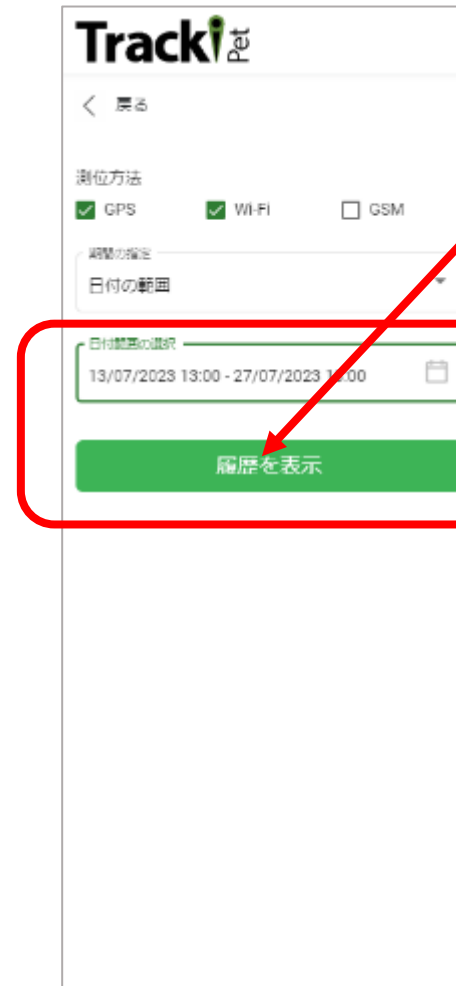 Tracki Pet
戻る
測位方法
GPS Wi-Fi GSM
期間の指定
日付の範囲
日付範囲の選択
13/07/2023 13:00 - 27/07/2023
履歴を表示